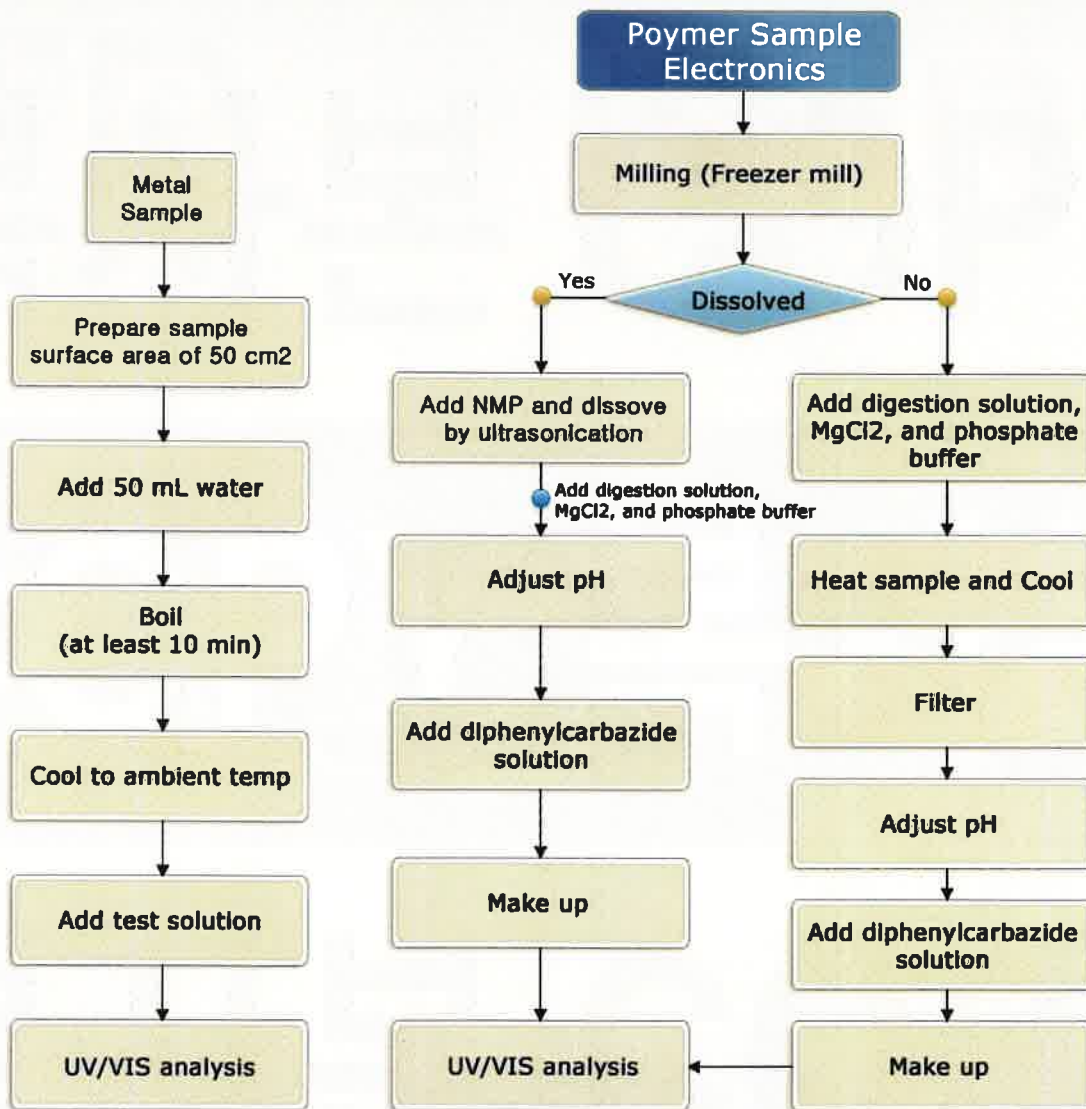 Metal
Sample
Prepare sample
surface area of 50 cm2
Add 50 mL water
Boil
(at least 10 min)
Cool to ambient temp
Add test solution
UV/VIS analysis
Poymer Sample
Electronics
Milling (Freezer mill)
Dissolved
Yes
No
Add NMP and dissove
by ultrasonication
Add digestion solution,
MgCl2, and phosphate buffer
Adjust pH
Add diphenylcarbazide
solution
Make up
UV/VIS analysis
Add digestion solution,
MgCl2, and phosphate
buffer
Heat sample and Cool
Filter
Adjust pH
Add diphenylcarbazide
solution
Make up